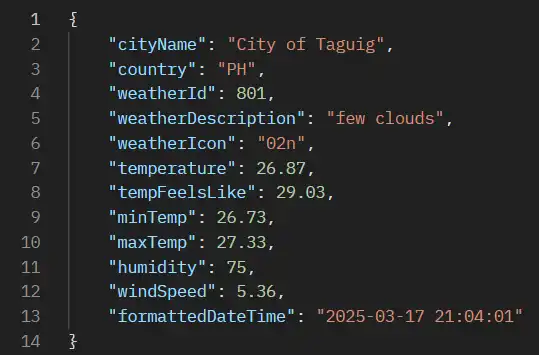 1 {
2 "cityName": "City of Taguig",
3 "country": "PH",
4 "weatherId": 801,
5 "weatherDescription": "few clouds",
6 "weatherIcon": "02n",
7 "temperature": 26.87,
8 "tempFeelsLike": 29.03,
9 "minTemp": 26.73,
10 "maxTemp": 27.33,
11 "humidity": 75,
12 "windSpeed": 5.36,
13 "formattedDateTime": "2025-03-17 21:04:01"
14 }